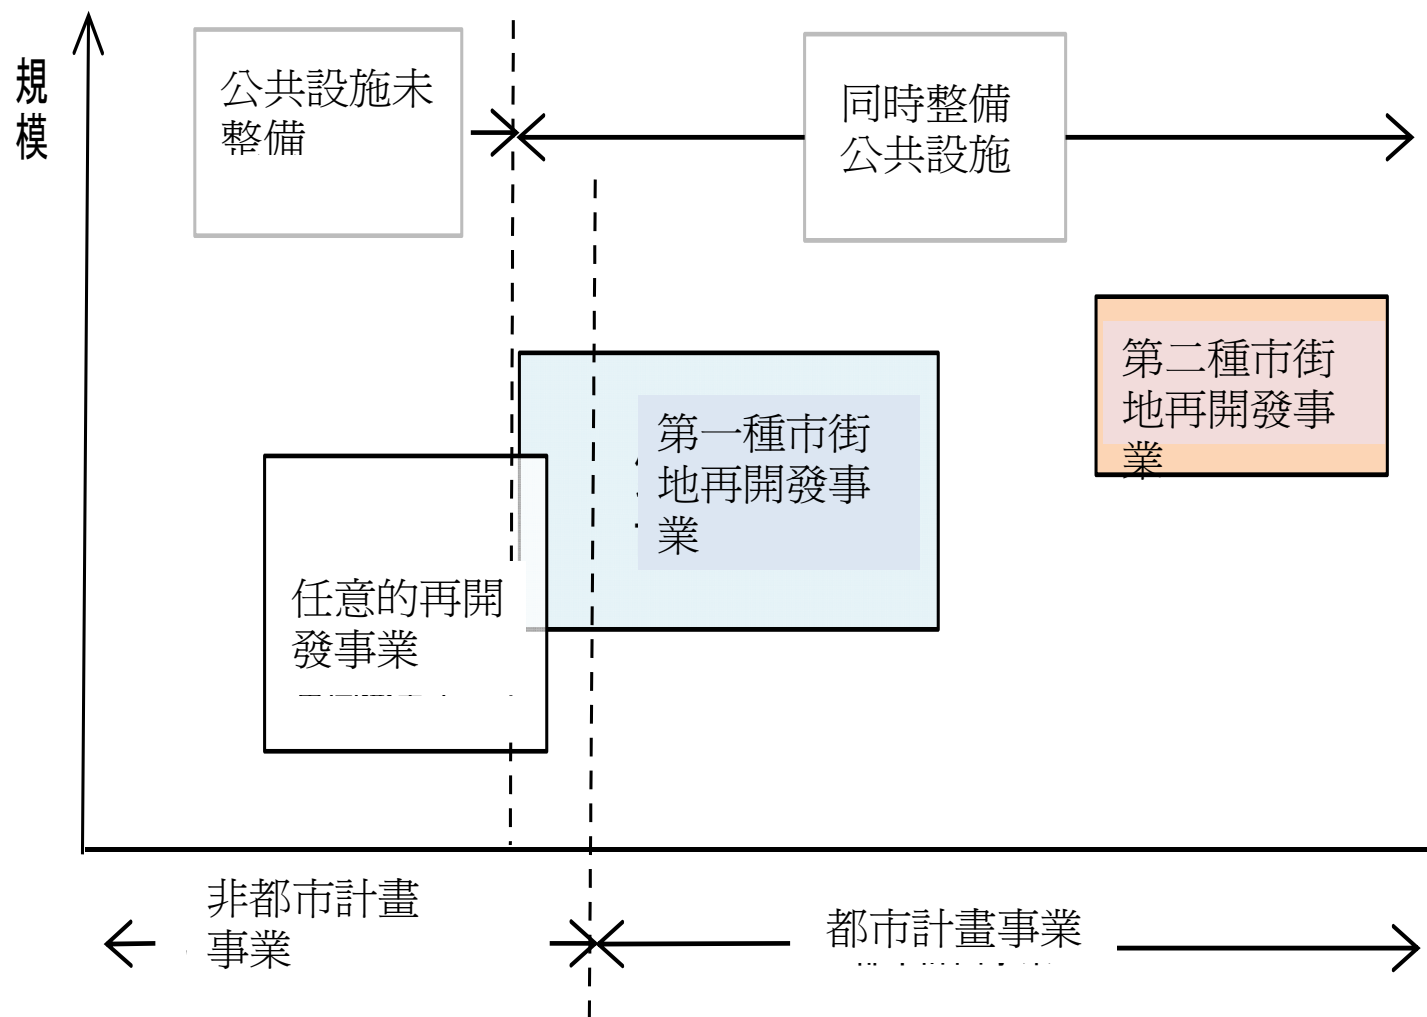 規
模
公共設施未
整備
同時整備
公共設施
第二種市街
地再開發事
業
第一種市街
地再開發事
業
任意的再開
發事業
非都市計畫
事業
都市計畫事業